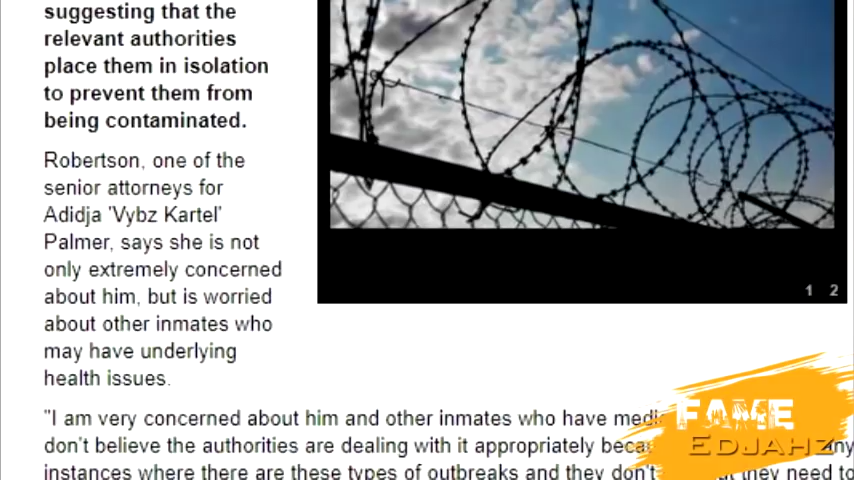 suggesting that the
relevant authorities
place them in isolation
to prevent them from
being contaminated.
Robertson, one of the
senior attorneys for
Adidja 'Vybz Kartel'
Palmer, says she is not
only extremely concerned
about him, but is worried
about other inmates who
may have underlying
health issues.
1 2
"I am very concerned about him and other inmates who have
don't believe the authorities are dealing with it appropriately
instances where there are these types of outbreaks and they don't they need to
FAME
EDJAHZ